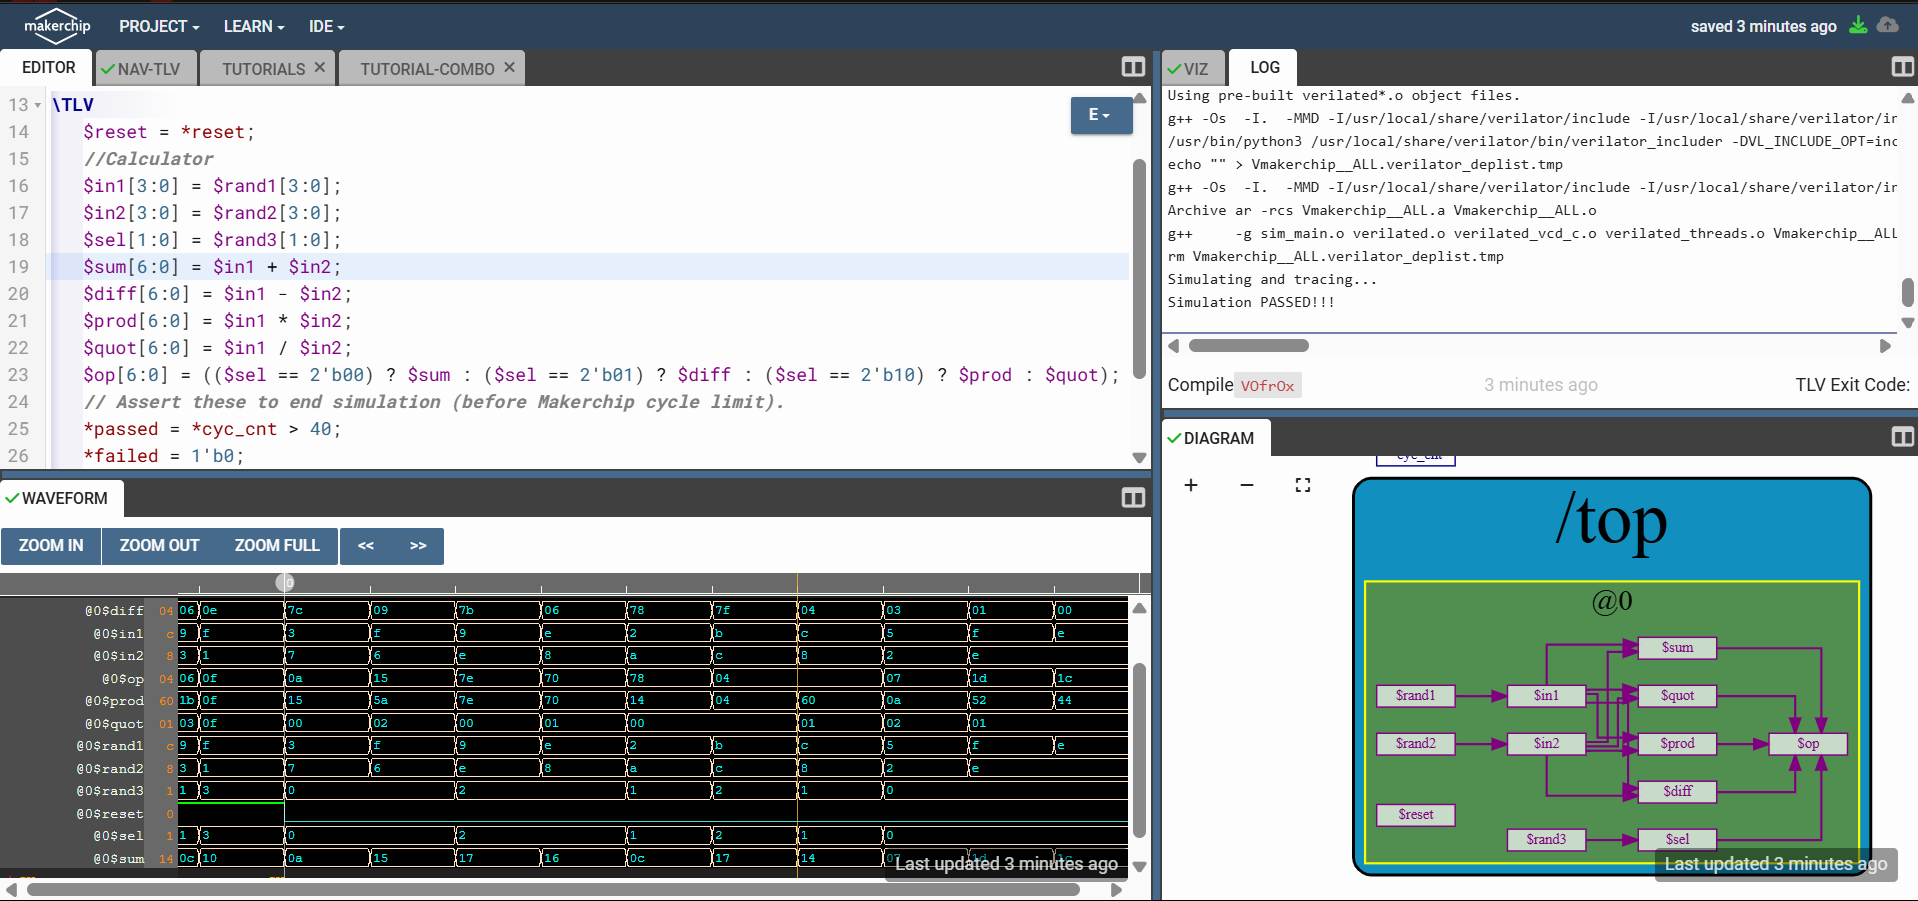 makerchip PROJECT LEARN IDE saved 3 minutes ago
EDITOR NAV-TLV TUTORIALS × TUTORIAL-COMBO ×
E
13 \TLV
14 $reset = *reset;
15 //Calculator
16 $in1[3:0] = $rand1[3:0];
17 $in2[3:0] = $rand2[3:0];
18 $sel[1:0] = $rand3[1:0];
19 $sum[6:0] = $in1 + $in2;
20 $diff[6:0] = $in1 - $in2;
21 $prod[6:0] = $in1 * $in2;
22 $quot[6:0] = $in1 / $in2;
23 $op[6:0] = (($sel == 2'b00) ? $sum : ($sel == 2'b01) ? $diff : ($sel == 2'b10) ? $prod : $quot);
24 // Assert these to end simulation (before Makerchip cycle limit).
25 *passed = *cyc_cnt > 40;
26 *failed = 1'b0;
VIZ LOG
Using pre-built verilated*.o object files.
g++ -Os -I. -MMD -I/usr/local/share/verilator/include -I/usr/local/share/verilator/in
/usr/bin/python3 /usr/local/share/verilator/bin/verilator_includer -DVL_INCLUDE_OPT=inc
echo "" > Vmakerchip__ALL.verilator_deplist.tmp
g++ -Os -I. -MMD -I/usr/local/share/verilator/include -I/usr/local/share/verilator/in
Archive ar -rcs Vmakerchip__ALL.a Vmakerchip__ALL.o
g++ -g sim_main.o verilated.o verilated_vcd_c.o verilated_threads.o Vmakerchip__ALL
rm Vmakerchip__ALL.verilator_deplist.tmp
Simulating and tracing...
Simulation PASSED!!!
Compile VOfrOx 3 minutes ago TLV Exit Code:
WAVEFORM
ZOOM IN ZOOM OUT ZOOM FULL << >>
0
@0$diff 04 06 0e 7c 09 7b 06 78 7f 04 03 01 00
@0$in1 c 9 f 3 f 9 e 2 b c 5 f e
@0$in2 8 3 1 7 6 e 8 a c 8 2 e
@0$op 04 06 0f 0a 15 7e 70 78 04 07 1d 1c
@0$prod 60 1b 0f 15 5a 7e 70 14 04 60 0a 52 44
@0$quot 01 03 0f 00 02 00 01 00 01 02 01
@0$rand1 c 9 f 3 f 9 e 2 b c 5 f e
@0$rand2 8 3 1 7 6 e 8 a c 8 2 e
@0$rand3 1 1 3 0 2 1 2 1 0
@0$reset 0
@0$sel 1 1 3 0 2 1 2 1 0
@0$sum 14 0c 10 0a 15 17 16 0c 17 14 07 1d 1c
Last updated 3 minutes ago
DIAGRAM
+ −
cyc_cnt
/top
@0
$sum
$rand1 $in1 $quot
$rand2 $in2 $prod $op
$diff
$reset
$rand3 $sel
Last updated 3 minutes ago